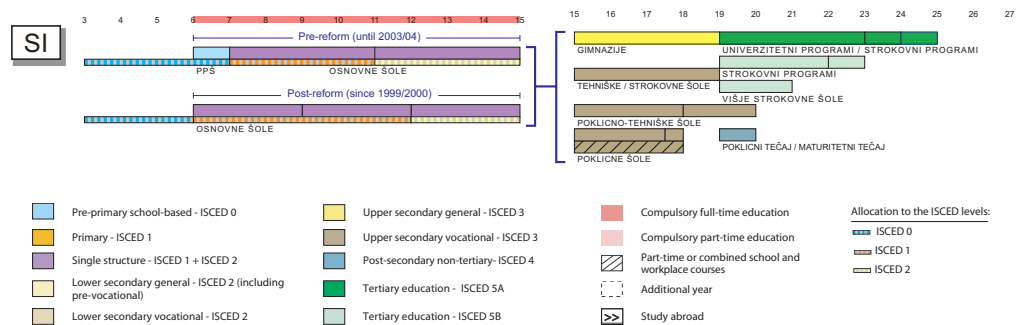 3 4 5 6 7 8 9 10 11 12 13 14 15 15 16 17 18 19 20 21 22 23 24 25 27
SI
Pre-reform (until 2003/04)
PPŠ OSNOVNE ŠOLE
Post-reform (since 1999/2000)
OSNOVNE ŠOLE
GIMNAZIJE UNIVERZITETNI PROGRAMI / STROKOVNI PROGRAMI
STROKOVNI PROGRAMI
TEHNIŠKE / STROKOVNE ŠOLE
VIŠJE STROKOVNE ŠOLE
POKLICNO-TEHNIŠKE ŠOLE
POKLICNE ŠOLE POKLICNI TEČAJ / MATURITETNI TEČAJ
Pre-primary school-based - ISCED 0
Primary - ISCED 1
Single structure - ISCED 1 + ISCED 2
Lower secondary general - ISCED 2 (including
pre-vocational)
Lower secondary vocational - ISCED 2
Upper secondary general - ISCED 3
Upper secondary vocational - ISCED 3
Post-secondary non-tertiary- ISCED 4
Tertiary education - ISCED 5A
Tertiary education - ISCED 5B
Compulsory full-time education
Compulsory part-time education
Part-time or combined school and
workplace courses
Additional year
>> Study abroad
Allocation to the ISCED levels:
ISCED 0
ISCED 1
ISCED 2